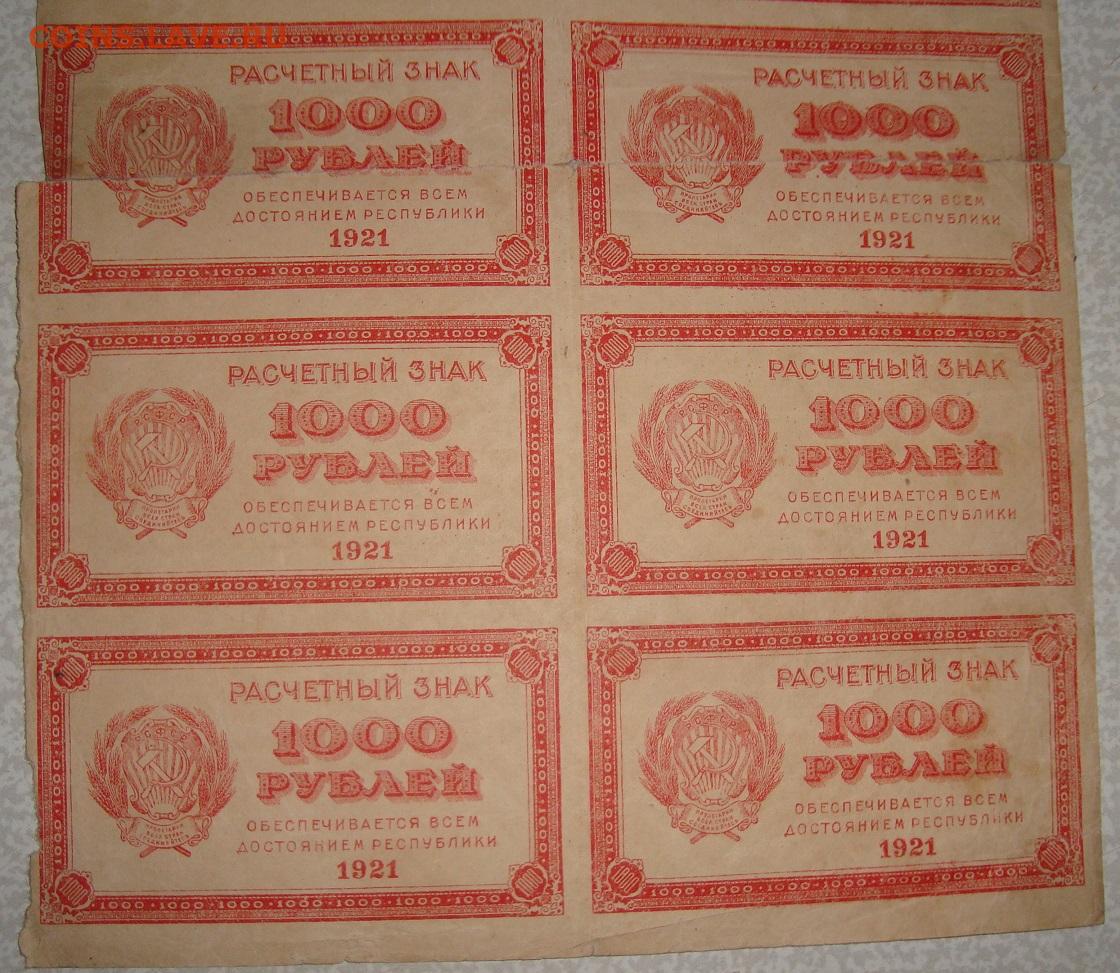 COINS.FAVE.RU
РАСЧЕТНЫЙ ЗНАК
1000
РУБЛЕЙ
ОБЕСПЕЧИВАЕТСЯ ВСЕМ
ДОСТОЯНИЕМ РЕСПУБЛИКИ
1921
РАСЧЕТНЫЙ ЗНАК
1000
РУБЛЕЙ
ОБЕСПЕЧИВАЕТСЯ ВСЕМ
ДОСТОЯНИЕМ РЕСПУБЛИКИ
1921
РАСЧЕТНЫЙ ЗНАК
1000
РУБЛЕЙ
ОБЕСПЕЧИВАЕТСЯ ВСЕМ
ДОСТОЯНИЕМ РЕСПУБЛИКИ
1921
РАСЧЕТНЫЙ ЗНАК
1000
РУБЛЕЙ
ОБЕСПЕЧИВАЕТСЯ ВСЕМ
ДОСТОЯНИЕМ РЕСПУБЛИКИ
1921
РАСЧЕТНЫЙ ЗНАК
1000
РУБЛЕЙ
ОБЕСПЕЧИВАЕТСЯ ВСЕМ
ДОСТОЯНИЕМ РЕСПУБЛИКИ
1921
РАСЧЕТНЫЙ ЗНАК
1000
РУБЛЕЙ
ОБЕСПЕЧИВАЕТСЯ ВСЕМ
ДОСТОЯНИЕМ РЕСПУБЛИКИ
1921